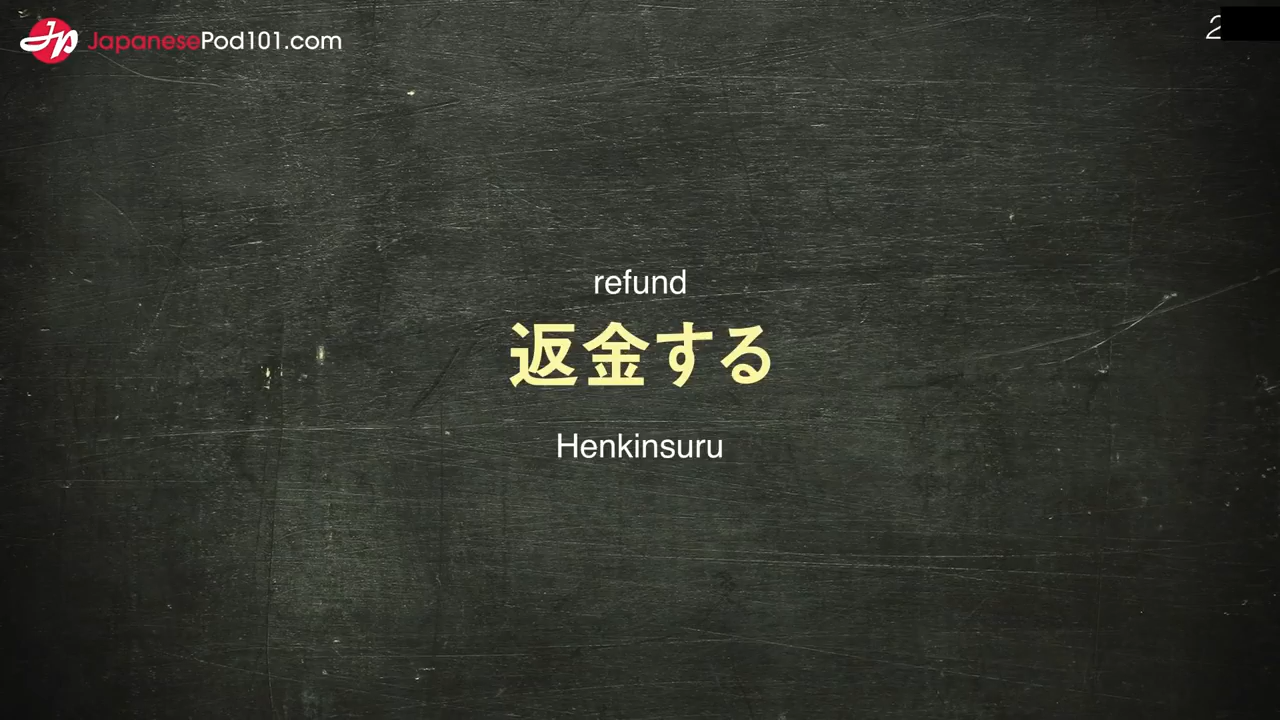 JapanesePod101.com
refund
返金する
Henkinsuru